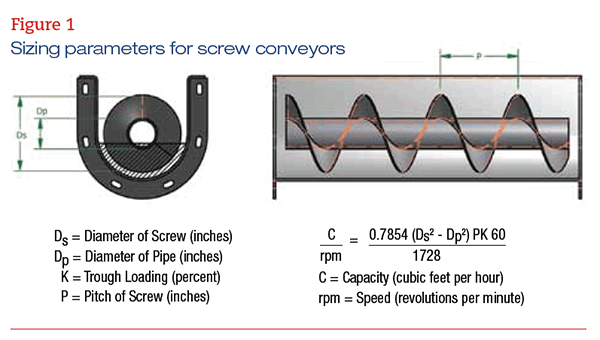 Figure 1
Sizing parameters for screw conveyors
Dp
Ds
P
Ds = Diameter of Screw (inches)
Dp = Diameter of Pipe (inches)
K = Trough Loading (percent)
P = Pitch of Screw (inches)
C / rpm = 0.7854 (Ds² - Dp²) PK 60 / 1728
C = Capacity (cubic feet per hour)
rpm = Speed (revolutions per minute)